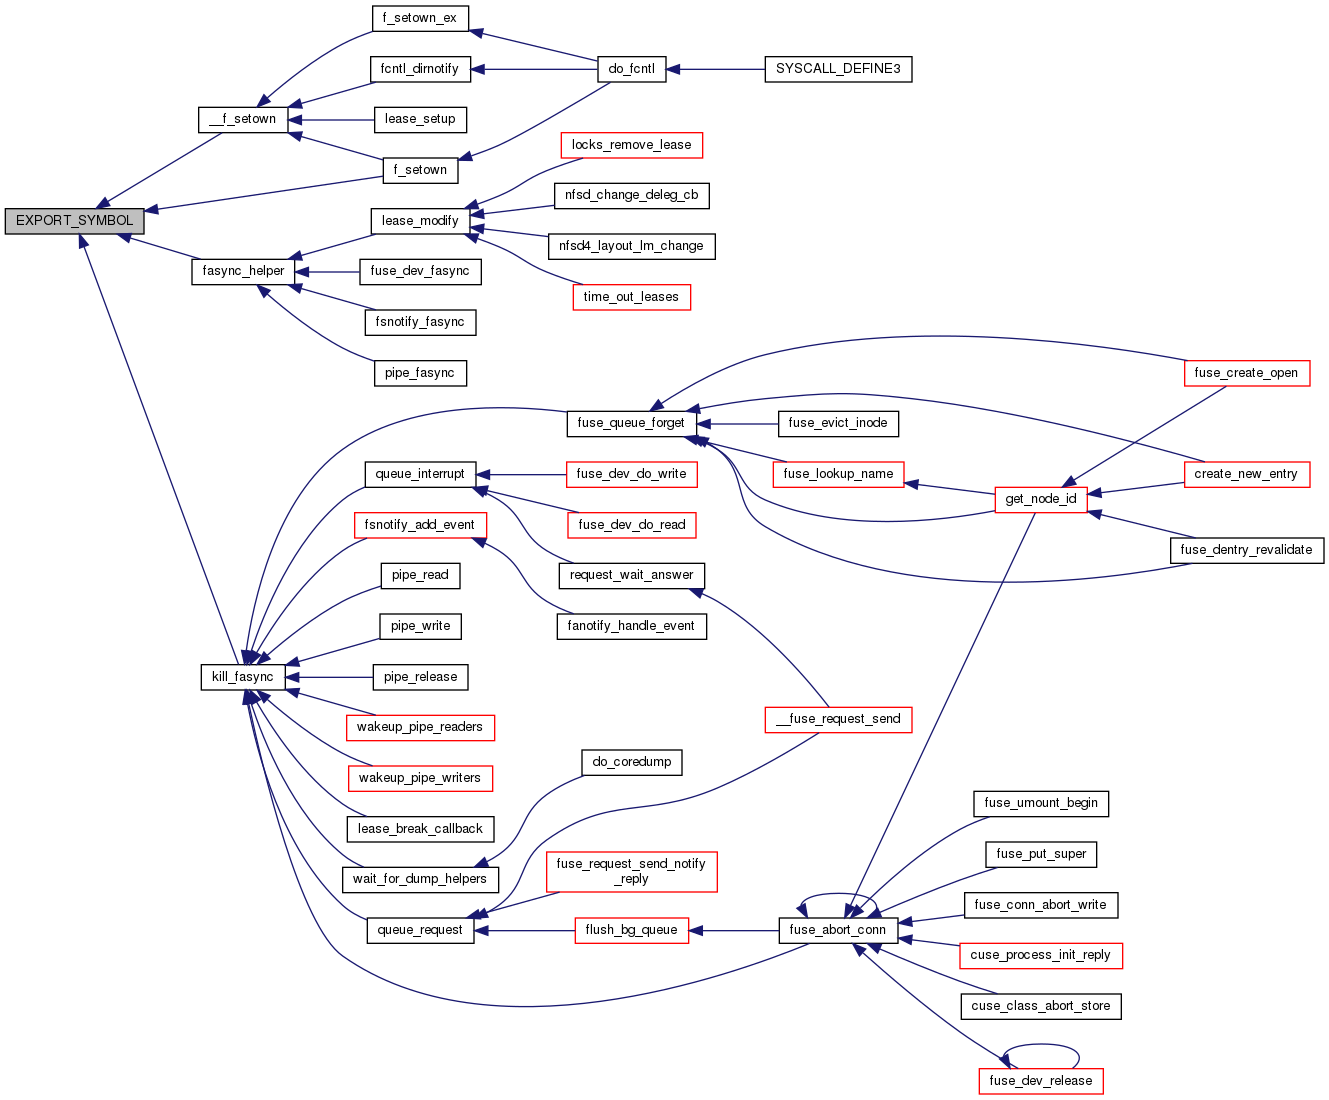 f_setown_ex
fcntl_dirnotify
do_fcntl
SYSCALL_DEFINE3
__f_setown
lease_setup
locks_remove_lease
f_setown
nfsd_change_deleg_cb
EXPORT_SYMBOL
lease_modify
nfsd4_layout_lm_change
fasync_helper
fuse_dev_fasync
time_out_leases
fsnotify_fasync
pipe_fasync
fuse_create_open
fuse_queue_forget
fuse_evict_inode
queue_interrupt
fuse_dev_do_write
fuse_lookup_name
create_new_entry
get_node_id
fsnotify_add_event
fuse_dev_do_read
fuse_dentry_revalidate
pipe_read
request_wait_answer
pipe_write
fanotify_handle_event
kill_fasync
pipe_release
wakeup_pipe_readers
__fuse_request_send
do_coredump
wakeup_pipe_writers
fuse_umount_begin
lease_break_callback
fuse_put_super
fuse_request_send_notify
_reply
wait_for_dump_helpers
fuse_conn_abort_write
queue_request
flush_bg_queue
fuse_abort_conn
cuse_process_init_reply
cuse_class_abort_store
fuse_dev_release